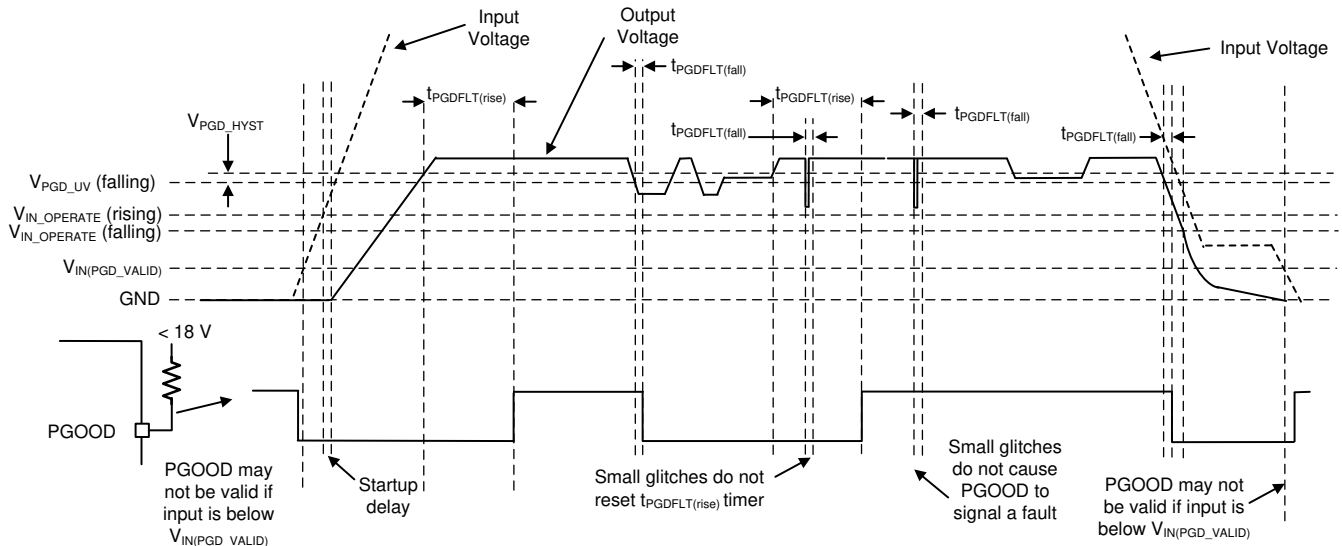 Input
Voltage
Output
Voltage
Input Voltage
tPGDFLT(fall)
tPGDFLT(rise)
tPGDFLT(rise)
tPGDFLT(fall)
tPGDFLT(fall)
tPGDFLT(fall)
VPGD_HYST
VPGD_UV (falling)
VIN_OPERATE (rising)
VIN_OPERATE (falling)
VIN(PGD_VALID)
GND
< 18 V
PGOOD
PGOOD may
not be valid if
input is below
VIN(PGD_VALID)
Startup
delay
Small glitches do not
reset tPGDFLT(rise) timer
Small glitches
do not cause
PGOOD to
signal a fault
PGOOD may not
be valid if input is
below VIN(PGD_VALID)